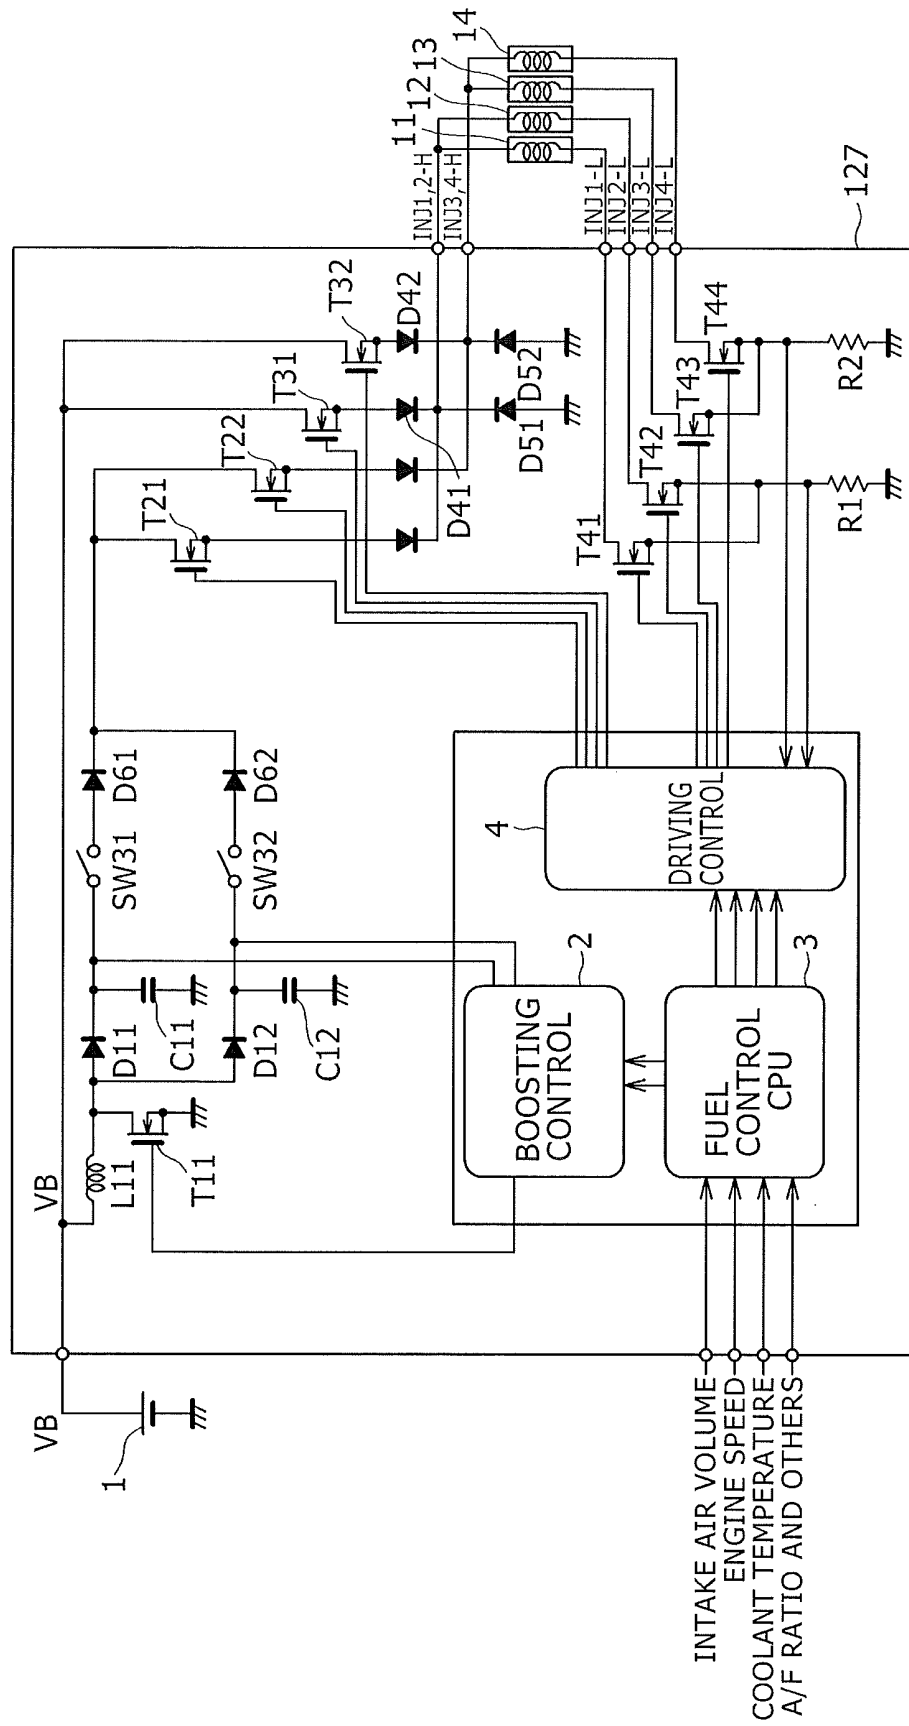 VB
1
VB
L11
T11
D11
C11
D12
C12
SW31
D61
SW32
D62
T21
T22
T31
T32
D41
D42
D51
D52
INJ1,2-H
INJ3,4-H
11
12
13
14
INJ1-L
INJ2-L
INJ3-L
INJ4-L
T41
T42
T43
T44
R1
R2
127
BOOSTING
CONTROL
2
FUEL
CONTROL
CPU
3
DRIVING
CONTROL
4
INTAKE AIR VOLUME
ENGINE SPEED
COOLANT TEMPERATURE
A/F RATIO AND OTHERS